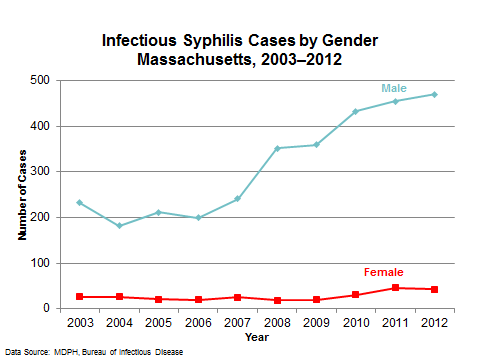 Infectious Syphilis Cases by Gender
Massachusetts, 2003–2012
500
400
300
200
100
0
Number of Cases
Male
Female
2003 2004 2005 2006 2007 2008 2009 2010 2011 2012
Year
Data Source: MDPH, Bureau of Infectious Disease